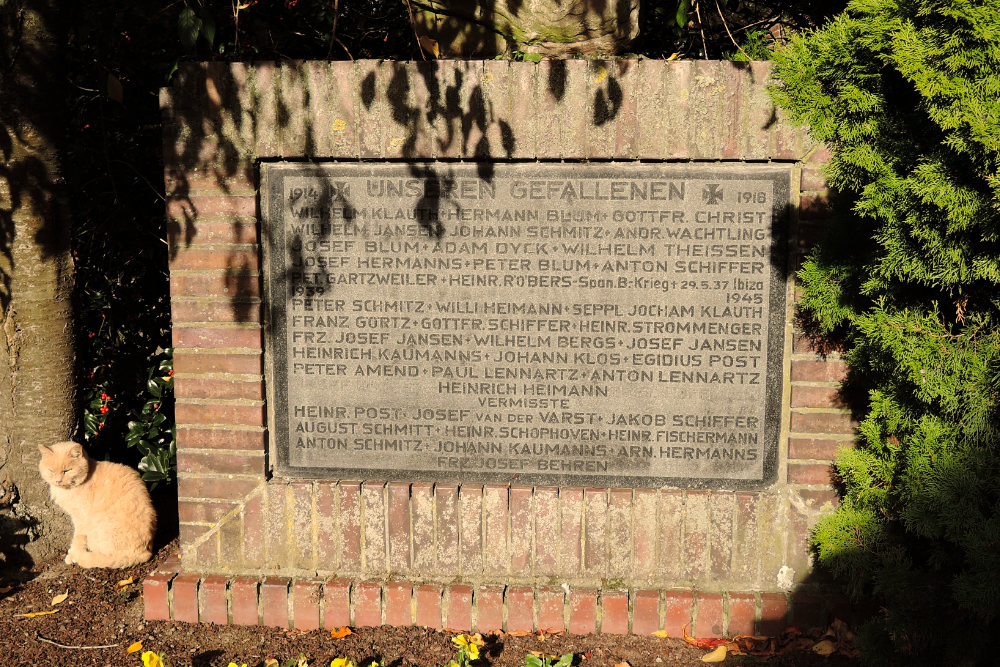 1914 UNSEREN GEFALLENEN 1918
WILHELM KLAUTH + HERMANN BLUM + GOTTFR. CHRIST
WILHELM JANSEN + JOHANN SCHMITZ + ANDR. WACHTLING
JOSEF BLUM + ADAM DYCK + WILHELM THEISSEN
JOSEF HERMANNS + PETER BLUM + ANTON SCHIFFER
PET. GARTZWEILER + HEINR. RÖBERS - Span. B.-Krieg + 29.5.37 Ibiza
1939 1945
PETER SCHMITZ + WILLI HEIMANN + SEPPL JOCHAM KLAUTH
FRANZ GÖRTZ + GOTTFR. SCHIFFER + HEINR. STROMMENGER
FRZ. JOSEF JANSEN + WILHELM BERGS + JOSEF JANSEN
HEINRICH KAUMANNS + JOHANN KLOS + EGIDIUS POST
PETER AMEND + PAUL LENNARTZ + ANTON LENNARTZ
HEINRICH HEIMANN
VERMISSTE
HEINR. POST + JOSEF VAN DER VARST + JAKOB SCHIFFER
AUGUST SCHMITT + HEINR. SCHOPHOVEN + HEINR. FISCHERMANN
ANTON SCHMITZ + JOHANN KAUMANNS + ARN. HERMANNS
FRZ. JOSEF BEHREN